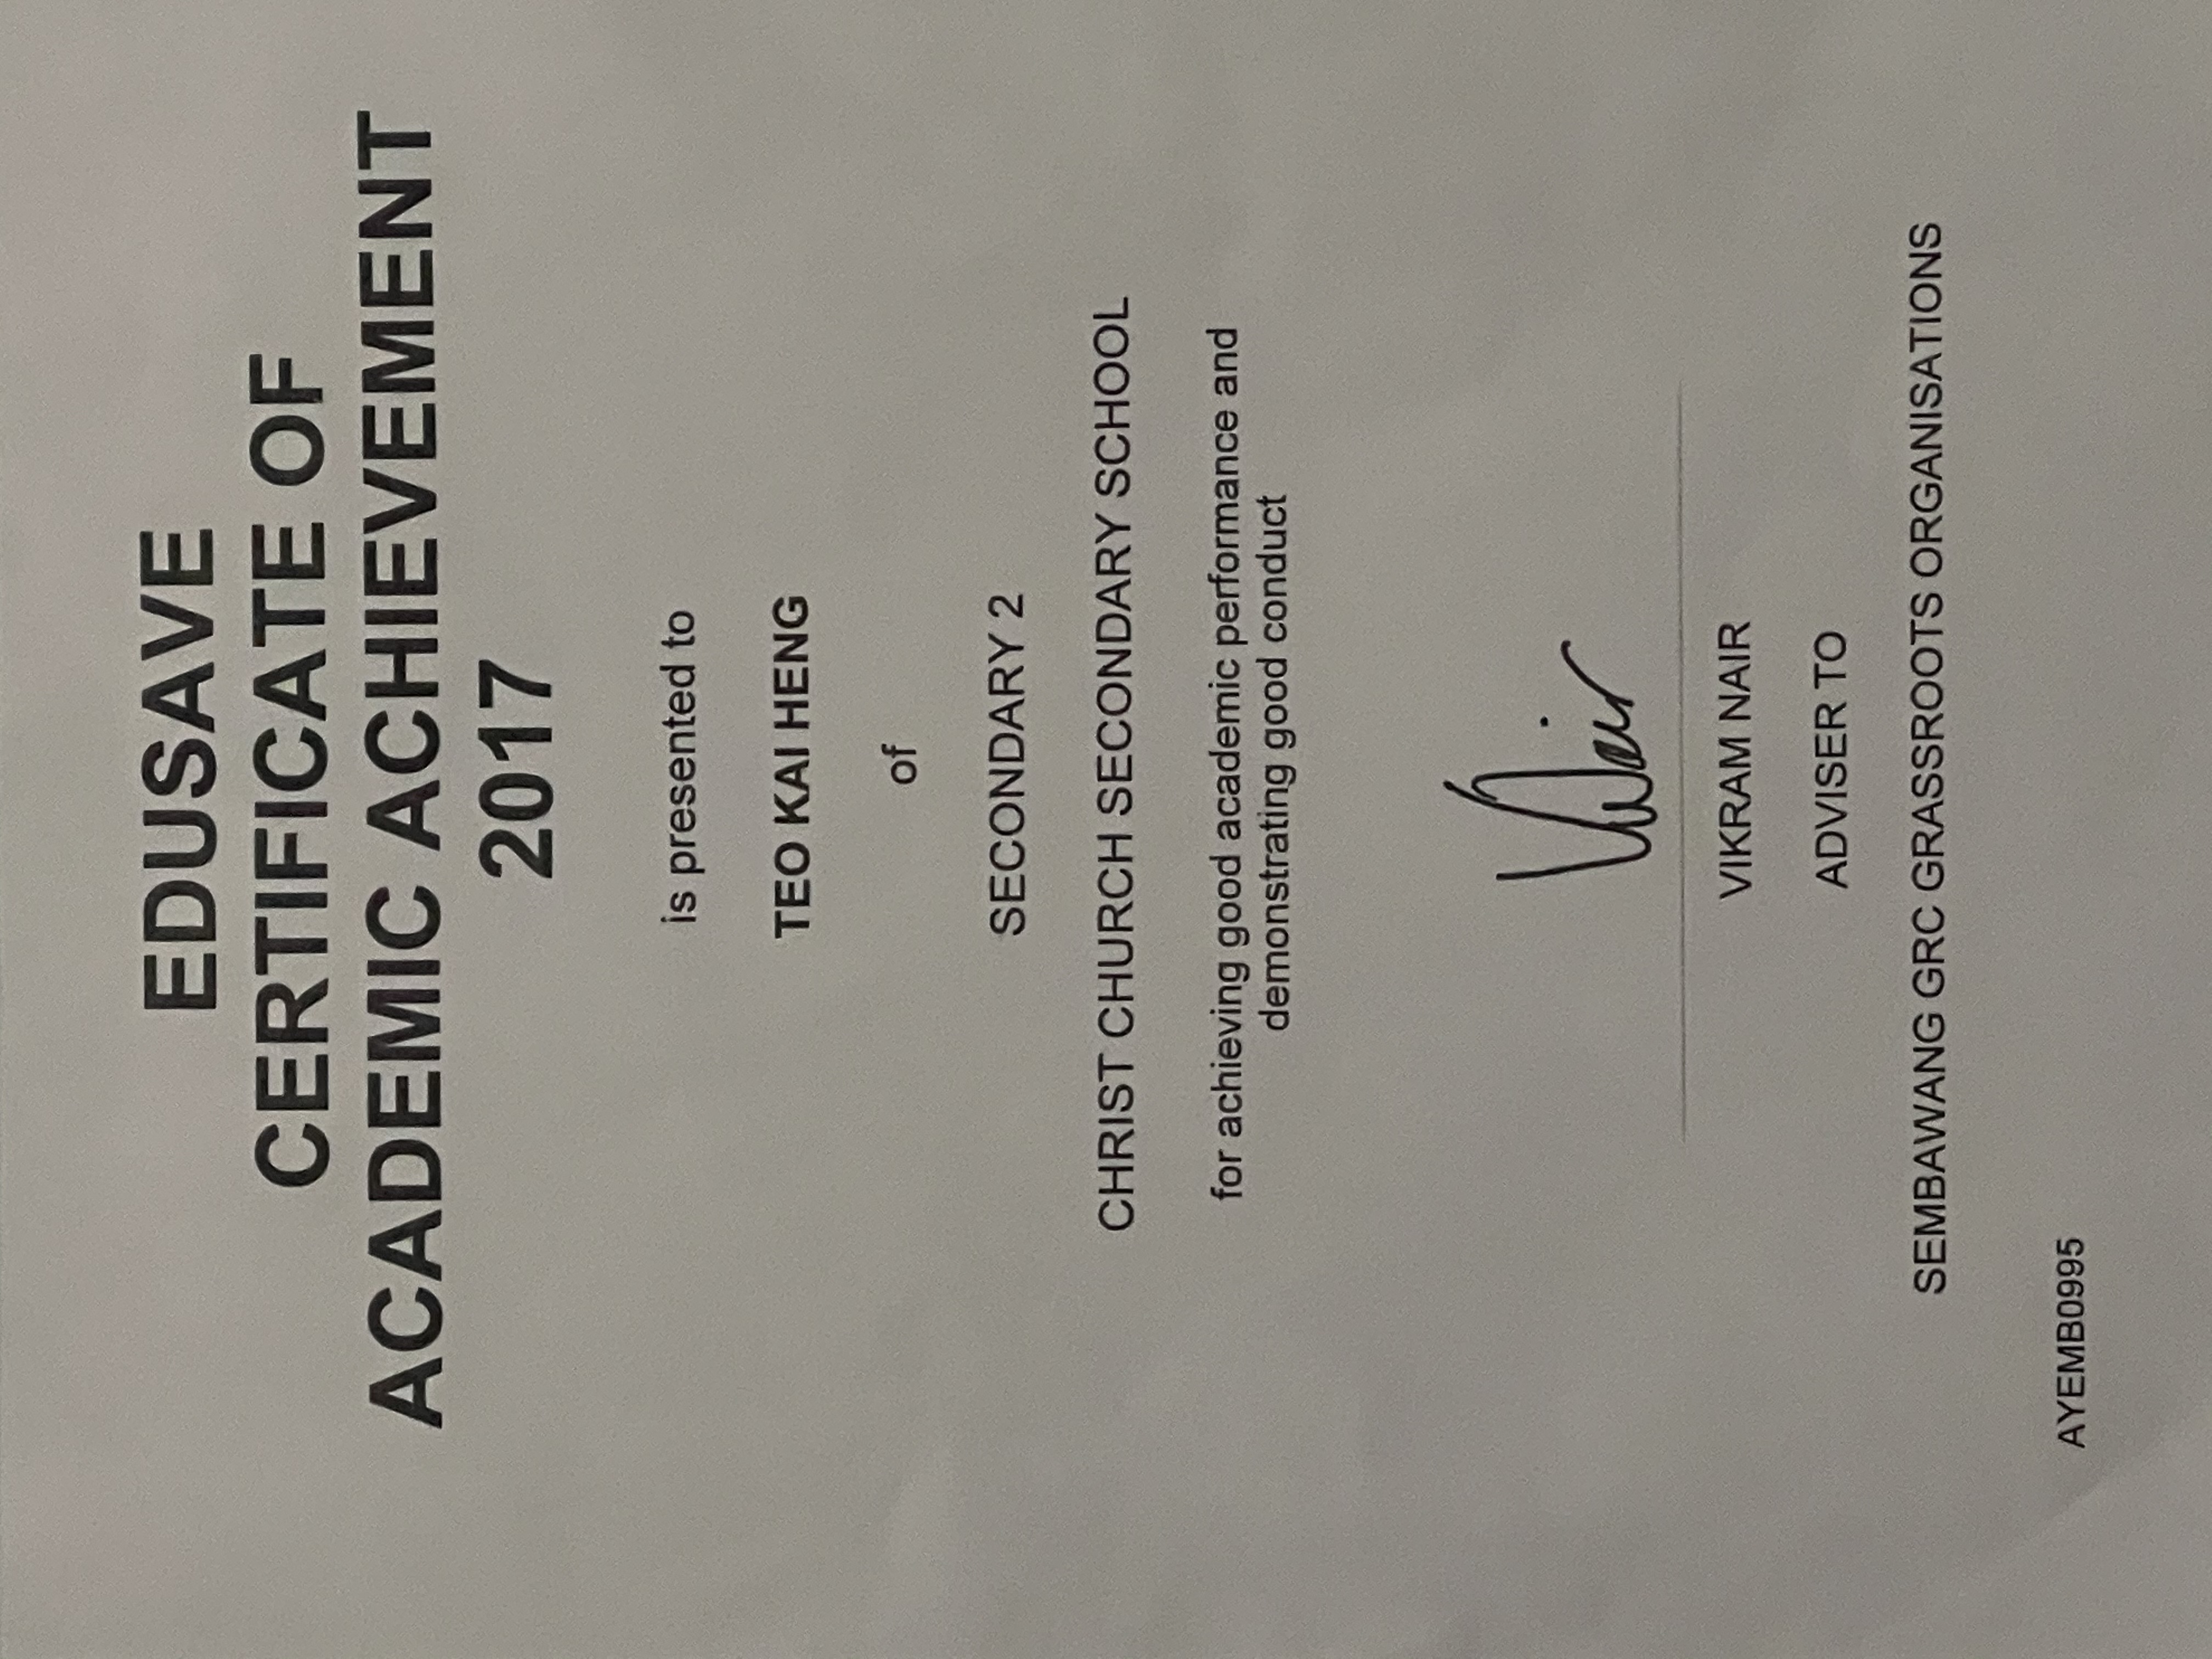 EDUSAVE
CERTIFICATE OF
ACADEMIC ACHIEVEMENT
2017
is presented to
TEO KAI HENG
of
SECONDARY 2
CHRIST CHURCH SECONDARY SCHOOL
for achieving good academic performance and
demonstrating good conduct
VNair
VIKRAM NAIR
ADVISER TO
SEMBAWANG GRC GRASSROOTS ORGANISATIONS
AYEMB0995